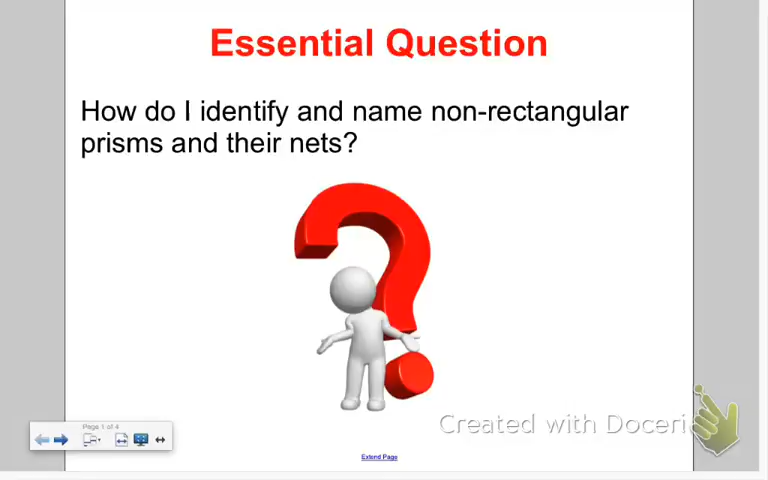 Essential Question
How do I identify and name non-rectangular
prisms and their nets?
Created with Doceri
Page 1 of 4
Extend Page